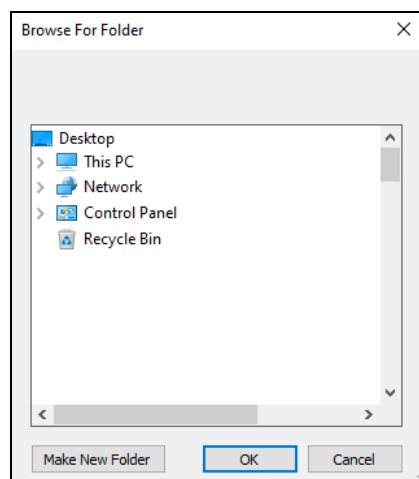 Browse For Folder
Desktop
This PC
Network
Control Panel
Recycle Bin
Make New Folder OK Cancel